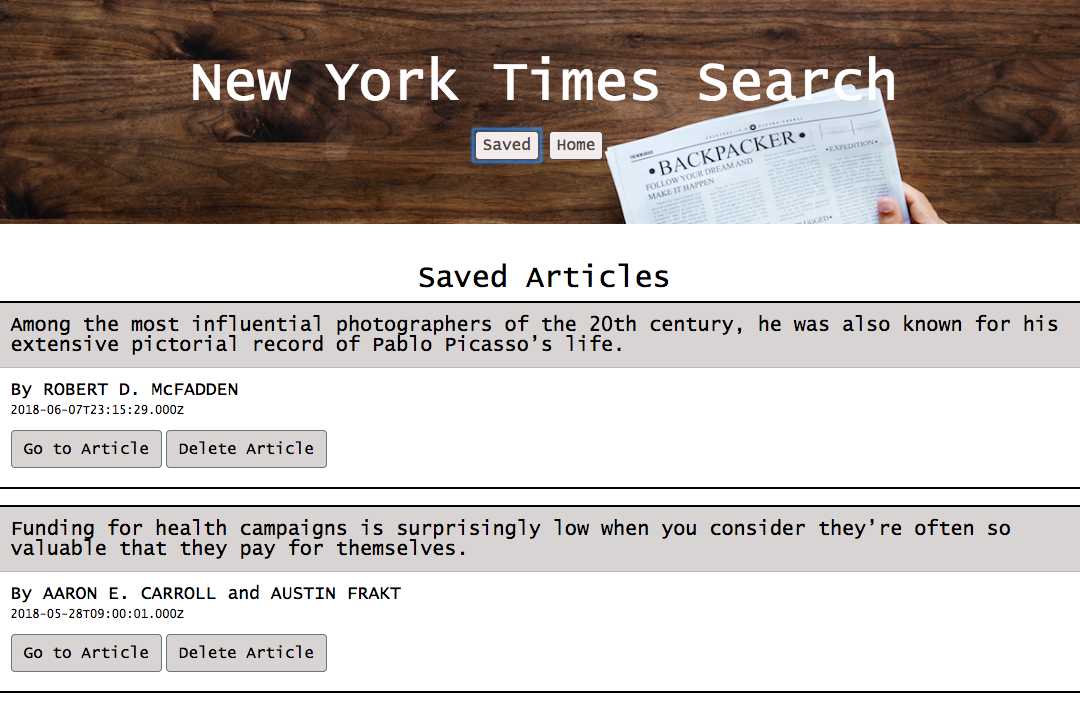 New York Times Search
Saved Home
•BACKPACKER•
•EXPEDITION•
FOLLOW YOUR DREAM AND
MAKE IT HAPPEN
Saved Articles
Among the most influential photographers of the 20th century, he was also known for his
extensive pictorial record of Pablo Picasso’s life.
By ROBERT D. McFADDEN
2018-06-07T23:15:29.000Z
Go to Article Delete Article
Funding for health campaigns is surprisingly low when you consider they’re often so
valuable that they pay for themselves.
By AARON E. CARROLL and AUSTIN FRAKT
2018-05-28T09:00:01.000Z
Go to Article Delete Article